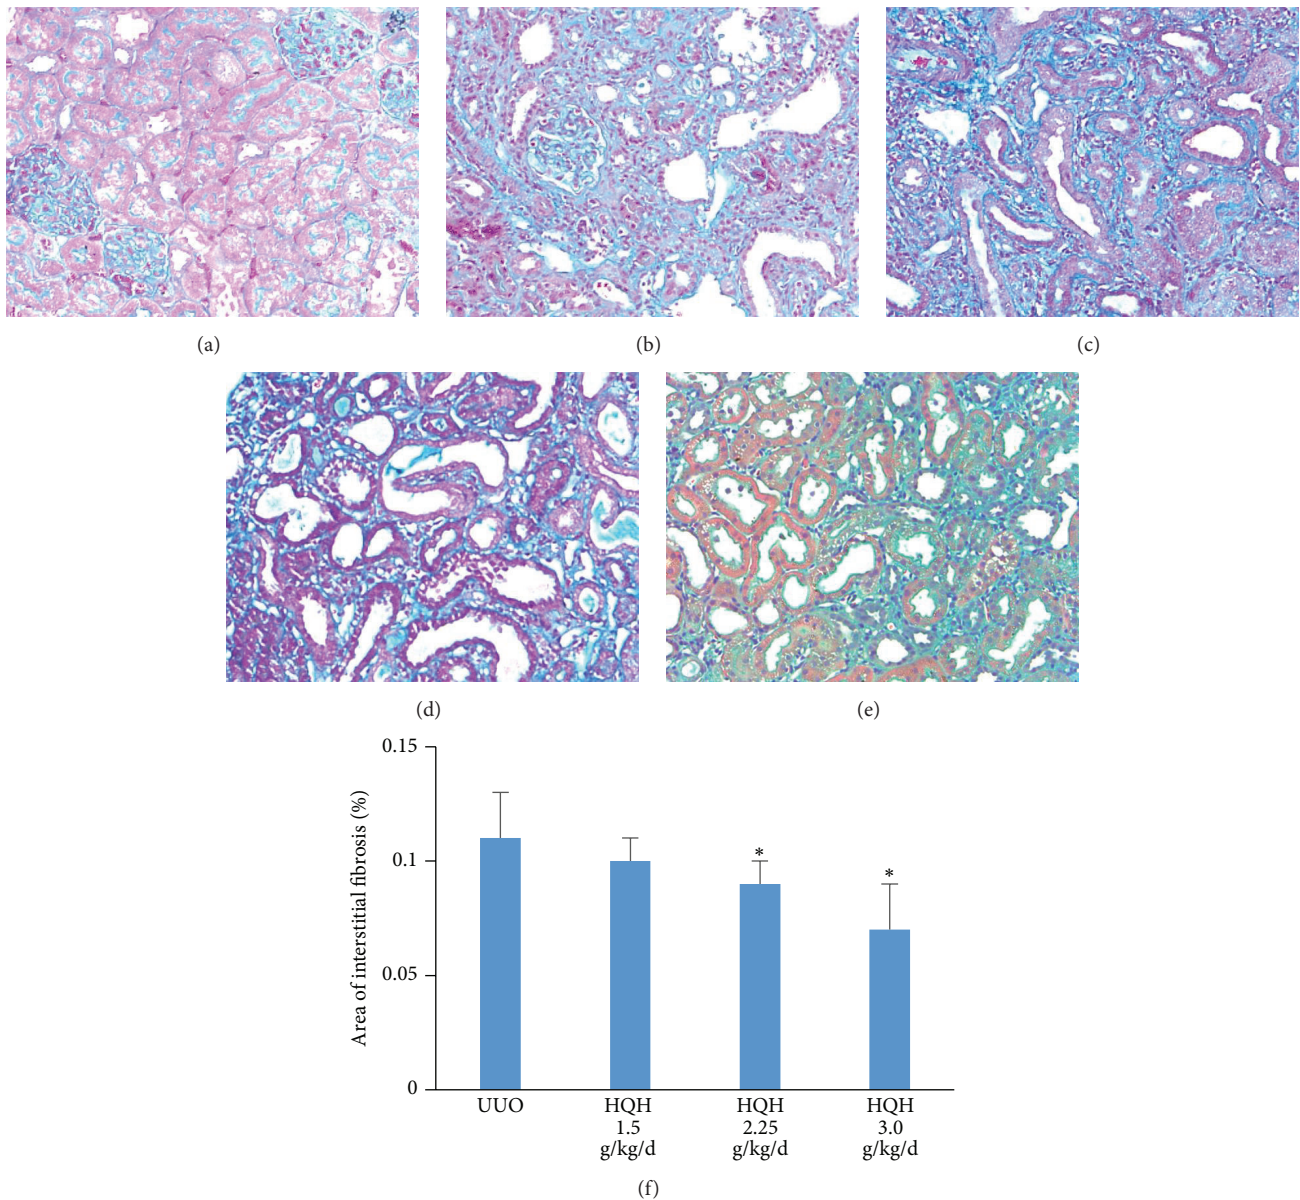 (a)
(b)
(c)
(d)
(e)
0.15
0.1
0.05
0
Area of interstitial fibrosis (%)
*
*
UUO
HQH
1.5
g/kg/d
HQH
2.25
g/kg/d
HQH
3.0
g/kg/d
(f)